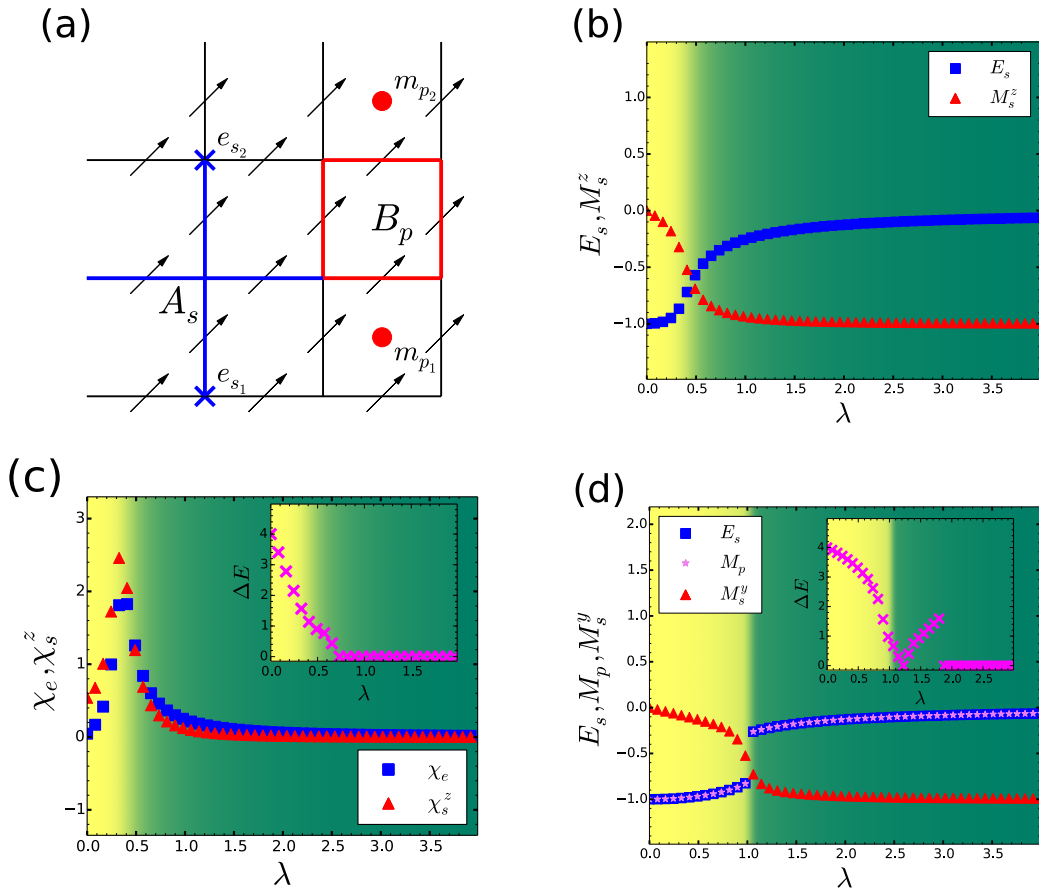 (a)
m_{p_2}
e_{s_2}
B_p
A_s
m_{p_1}
e_{s_1}
(b)
E_s
M_s^z
E_s, M_s^z
1.0
0.5
0.0
−0.5
−1.0
0.0 0.5 1.0 1.5 2.0 2.5 3.0 3.5
λ
(c)
χ_e, χ_s^z
3
2
1
0
−1
0.0 0.5 1.0 1.5 2.0 2.5 3.0 3.5
λ
ΔE
4
3
2
1
0
0.0 0.5 1.0 1.5
λ
χ_e
χ_s^z
(d)
E_s
M_p
M_s^y
E_s, M_p, M_s^y
2.0
1.5
1.0
0.5
0.0
−0.5
−1.0
0.0 0.5 1.0 1.5 2.0 2.5 3.0 3.5
λ
ΔE
5
4
3
2
1
0
0.0 0.5 1.0 1.5 2.0 2.5
λ